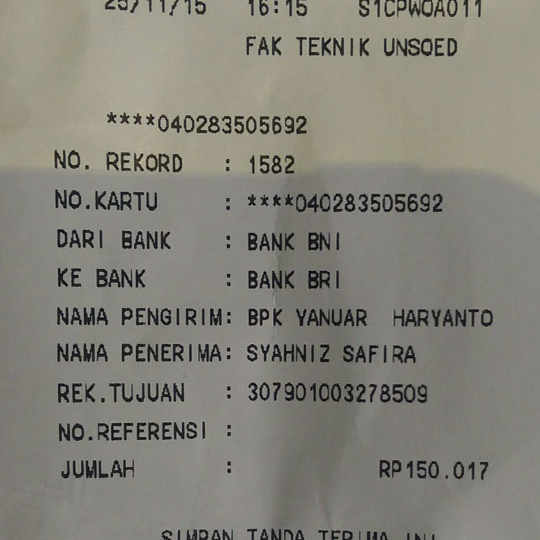 25/11/15 16:15 S1CPWOA011
FAK TEKNIK UNSOED
****040283505692
NO. REKORD : 1582
NO.KARTU : ****040283505692
DARI BANK : BANK BNI
KE BANK : BANK BRI
NAMA PENGIRIM: BPK YANUAR HARYANTO
NAMA PENERIMA: SYAHNIZ SAFIRA
REK.TUJUAN : 307901003278509
NO.REFERENSI :
JUMLAH : RP150.017
SIMPAN TANDA TERIMA INI